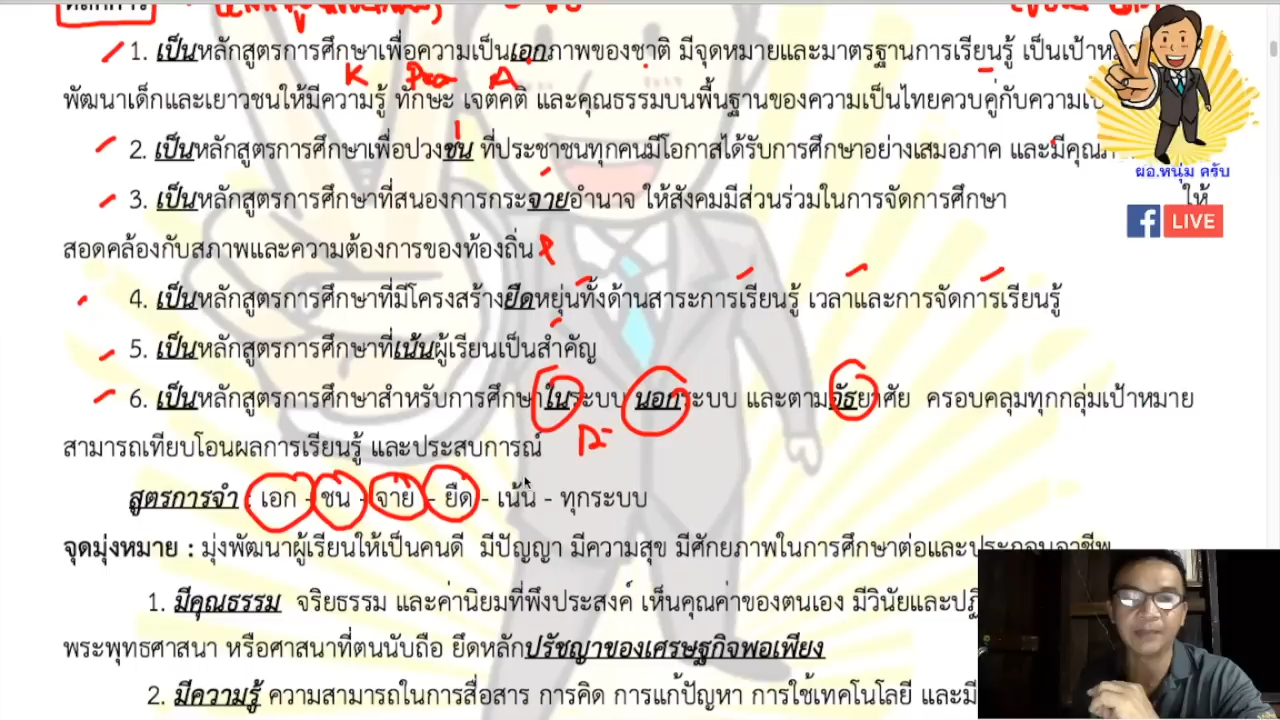 หลักการ
1. เป็นหลักสูตรการศึกษาเพื่อความเป็นเอกภาพของชาติ มีจุดหมายและมาตรฐานการเรียนรู้ เป็นเป้าห
K P A
พัฒนาเด็กและเยาวชนให้มีความรู้ ทักษะ เจตคติ และคุณธรรมบนพื้นฐานของความเป็นไทยควบคู่กับความเป
2. เป็นหลักสูตรการศึกษาเพื่อปวงชน ที่ประชาชนทุกคนมีโอกาสได้รับการศึกษาอย่างเสมอภาค และมีคุณภ
ผอ.หนุ่ม ครับ
3. เป็นหลักสูตรการศึกษาที่สนองการกระจายอำนาจ ให้สังคมมีส่วนร่วมในการจัดการศึกษา ให้
f LIVE
สอดคล้องกับสภาพและความต้องการของท้องถิ่น
4. เป็นหลักสูตรการศึกษาที่มีโครงสร้างยืดหยุ่นทั้งด้านสาระการเรียนรู้ เวลาและการจัดการเรียนรู้
5. เป็นหลักสูตรการศึกษาที่เน้นผู้เรียนเป็นสำคัญ
6. เป็นหลักสูตรการศึกษาสำหรับการศึกษาในระบบ นอกระบบ และตามอัธยาศัย ครอบคลุมทุกกลุ่มเป้าหมาย
สามารถเทียบโอนผลการเรียนรู้ และประสบการณ์
สูตรการจำ : เอก - ชน - จาย - ยืด - เน้น - ทุกระบบ
จุดมุ่งหมาย : มุ่งพัฒนาผู้เรียนให้เป็นคนดี มีปัญญา มีความสุข มีศักยภาพในการศึกษาต่อและประกอบอาชีพ
1. มีคุณธรรม จริยธรรม และค่านิยมที่พึงประสงค์ เห็นคุณค่าของตนเอง มีวินัยและปฏิ
พระพุทธศาสนา หรือศาสนาที่ตนนับถือ ยึดหลักปรัชญาของเศรษฐกิจพอเพียง
2. มีความรู้ ความสามารถในการสื่อสาร การคิด การแก้ปัญหา การใช้เทคโนโลยี และมี